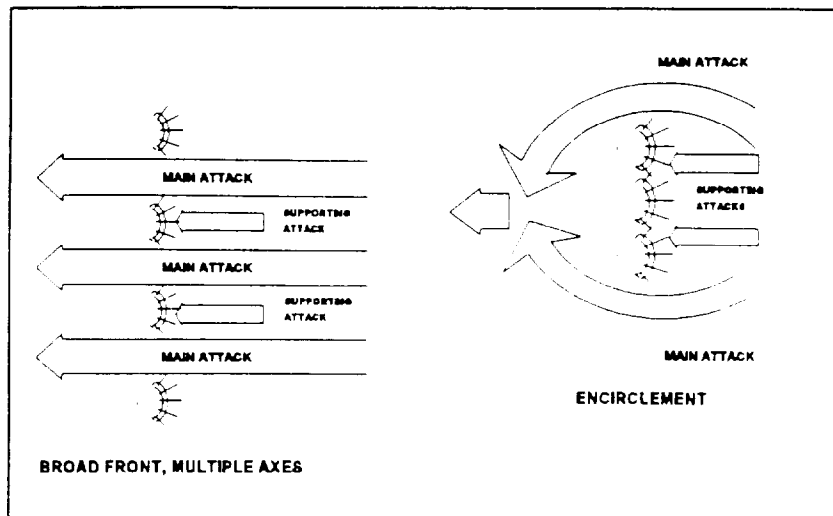 MAIN ATTACK
SUPPORTING
ATTACK
MAIN ATTACK
SUPPORTING
ATTACK
MAIN ATTACK
BROAD FRONT, MULTIPLE AXES
MAIN ATTACK
SUPPORTING
ATTACKS
MAIN ATTACK
ENCIRCLEMENT